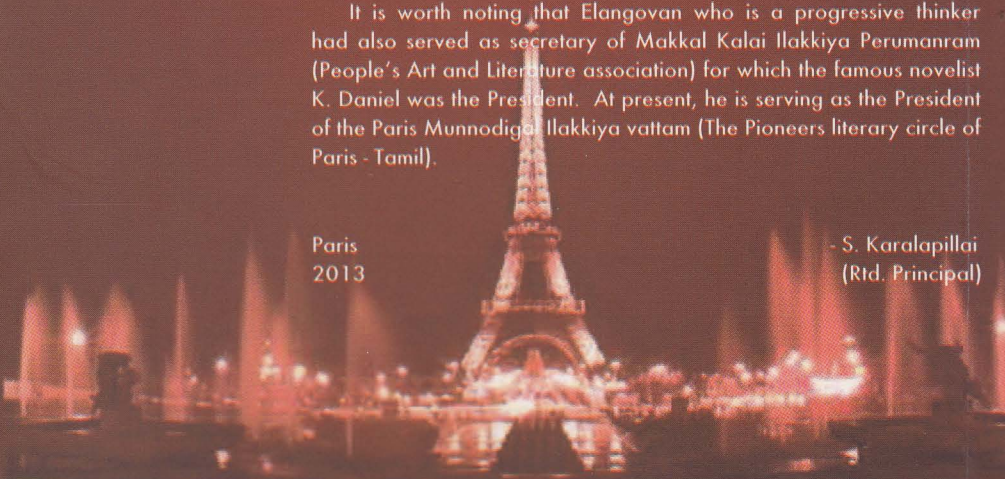 It is worth noting that Elangovan who is a progressive thinker
had also served as secretary of Makkal Kalai Ilakkiya Perumanram
(People's Art and Literature association) for which the famous novelist
K. Daniel was the President. At present, he is serving as the President
of the Paris Munnodigal Ilakkiya vattam (The Pioneers literary circle of
Paris - Tamil).
Paris - S. Karalapillai
2013 (Rtd. Principal)